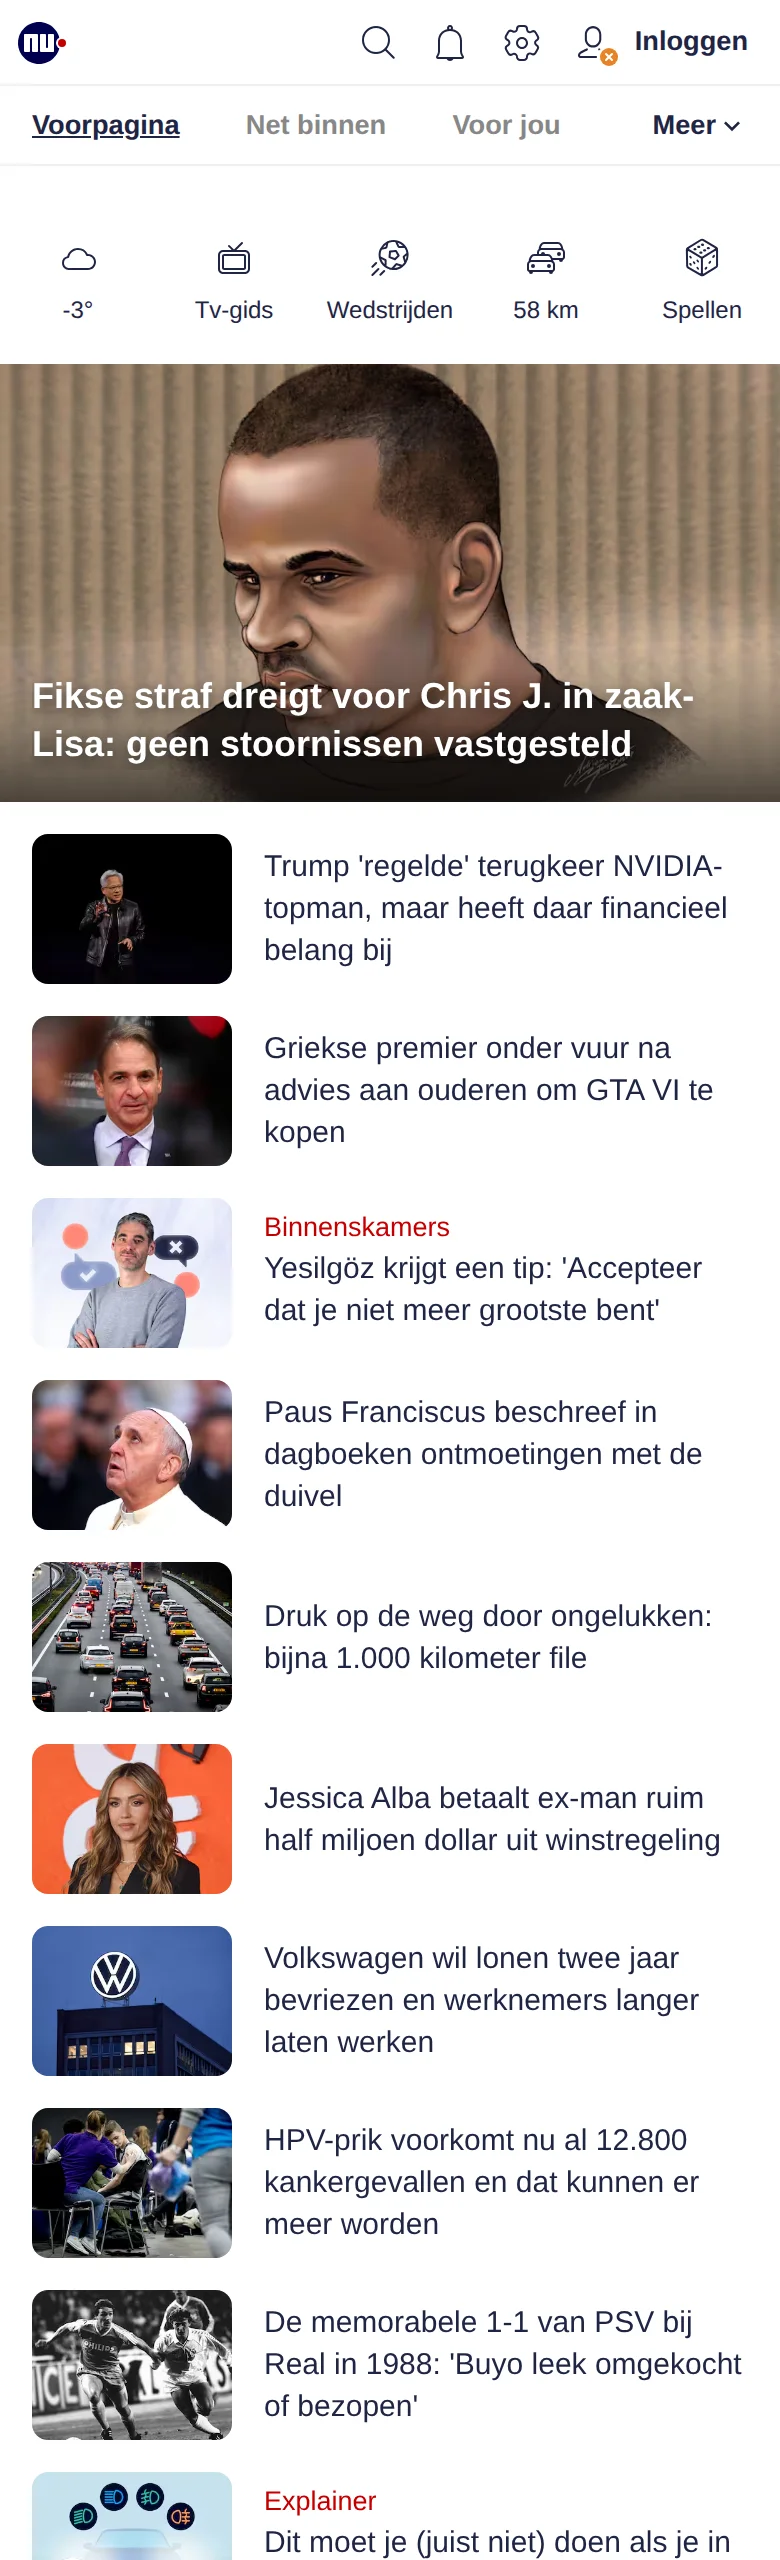 nu
Inloggen
Voorpagina
Net binnen
Voor jou
Meer
-3°
Tv-gids
Wedstrijden
58 km
Spellen
Fikse straf dreigt voor Chris J. in zaak-
Lisa: geen stoornissen vastgesteld
Trump 'regelde' terugkeer NVIDIA-
topman, maar heeft daar financieel
belang bij
Griekse premier onder vuur na
advies aan ouderen om GTA VI te
kopen
Binnenskamers
Yesilgöz krijgt een tip: 'Accepteer
dat je niet meer grootste bent'
Paus Franciscus beschreef in
dagboeken ontmoetingen met de
duivel
Druk op de weg door ongelukken:
bijna 1.000 kilometer file
Jessica Alba betaalt ex-man ruim
half miljoen dollar uit winstregeling
Volkswagen wil lonen twee jaar
bevriezen en werknemers langer
laten werken
HPV-prik voorkomt nu al 12.800
kankergevallen en dat kunnen er
meer worden
PHILIPS
De memorabele 1-1 van PSV bij
Real in 1988: 'Buyo leek omgekocht
of bezopen'
Explainer
Dit moet je (juist niet) doen als je in